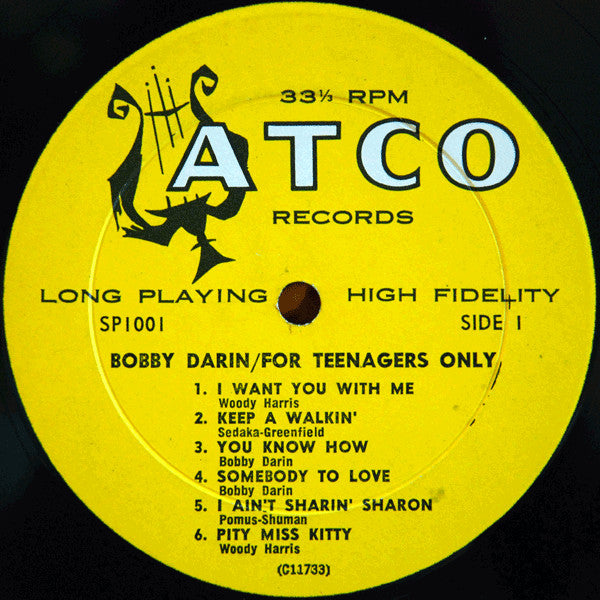 33⅓ RPM
ATCO
RECORDS
LONG PLAYING HIGH FIDELITY
SP1001 SIDE 1
BOBBY DARIN/FOR TEENAGERS ONLY
1. I WANT YOU WITH ME
Woody Harris
2. KEEP A WALKIN'
Sedaka-Greenfield
3. YOU KNOW HOW
Bobby Darin
4. SOMEBODY TO LOVE
Bobby Darin
5. I AIN'T SHARIN' SHARON
Pomus-Shuman
6. PITY MISS KITTY
Woody Harris
(C11733)